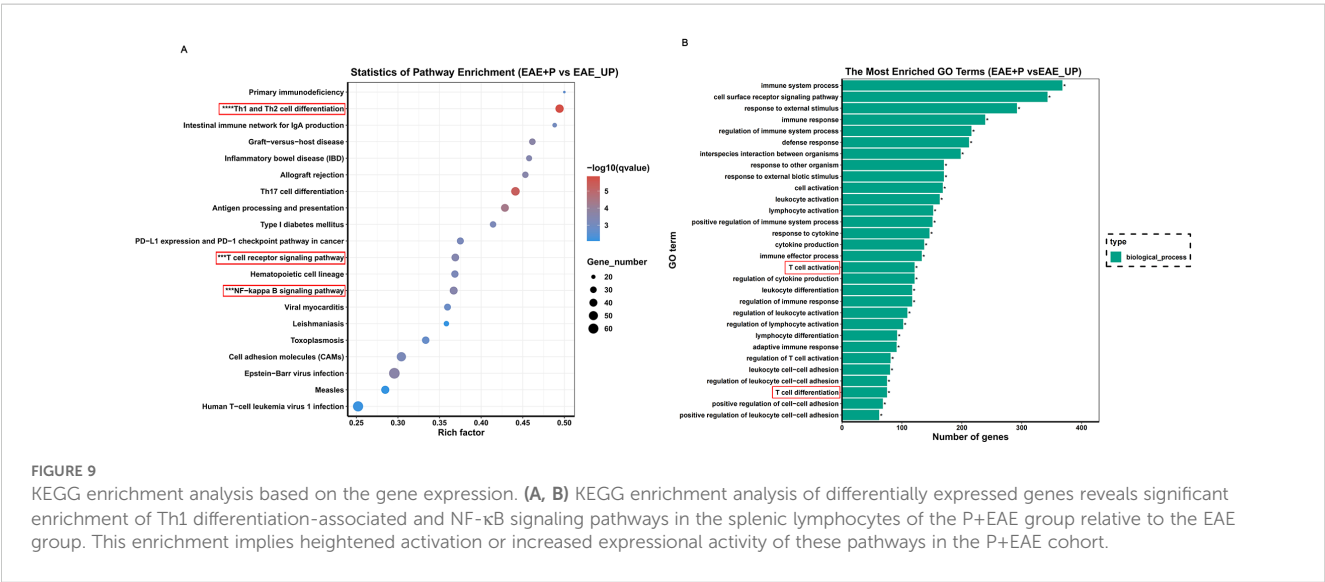 A
Statistics of Pathway Enrichment (EAE+P vs EAE_UP)
Primary immunodeficiency
****Th1 and Th2 cell differentiation
Intestinal immune network for IgA production
Graft−versus−host disease
Inflammatory bowel disease (IBD)
Allograft rejection
Th17 cell differentiation
Antigen processing and presentation
Type I diabetes mellitus
PD−L1 expression and PD−1 checkpoint pathway in cancer
***T cell receptor signaling pathway
Hematopoietic cell lineage
***NF−kappa B signaling pathway
Viral myocarditis
Leishmaniasis
Toxoplasmosis
Cell adhesion molecules (CAMs)
Epstein−Barr virus infection
Measles
Human T−cell leukemia virus 1 infection
0.25 0.30 0.35 0.40 0.45 0.50
Rich factor
−log10(qvalue)
5
4
3
Gene_number
20
30
40
50
60
B
The Most Enriched GO Terms (EAE+P vsEAE_UP)
GO term
immune system process *
cell surface receptor signaling pathway *
response to external stimulus *
immune response *
regulation of immune system process *
defense response *
interspecies interaction between organisms *
response to other organism *
response to external biotic stimulus *
cell activation *
leukocyte activation *
lymphocyte activation *
positive regulation of immune system process *
response to cytokine *
cytokine production *
immune effector process *
T cell activation *
regulation of cytokine production *
leukocyte differentiation *
regulation of immune response *
regulation of leukocyte activation *
regulation of lymphocyte activation *
lymphocyte differentiation *
adaptive immune response *
regulation of T cell activation *
leukocyte cell−cell adhesion *
regulation of leukocyte cell−cell adhesion *
T cell differentiation *
positive regulation of cell−cell adhesion *
positive regulation of leukocyte cell−cell adhesion *
0 100 200 300 400
Number of genes
type
biological_process
FIGURE 9
KEGG enrichment analysis based on the gene expression. (A, B) KEGG enrichment analysis of differentially expressed genes reveals significant
enrichment of Th1 differentiation-associated and NF-κB signaling pathways in the splenic lymphocytes of the P+EAE group relative to the EAE
group. This enrichment implies heightened activation or increased expressional activity of these pathways in the P+EAE cohort.